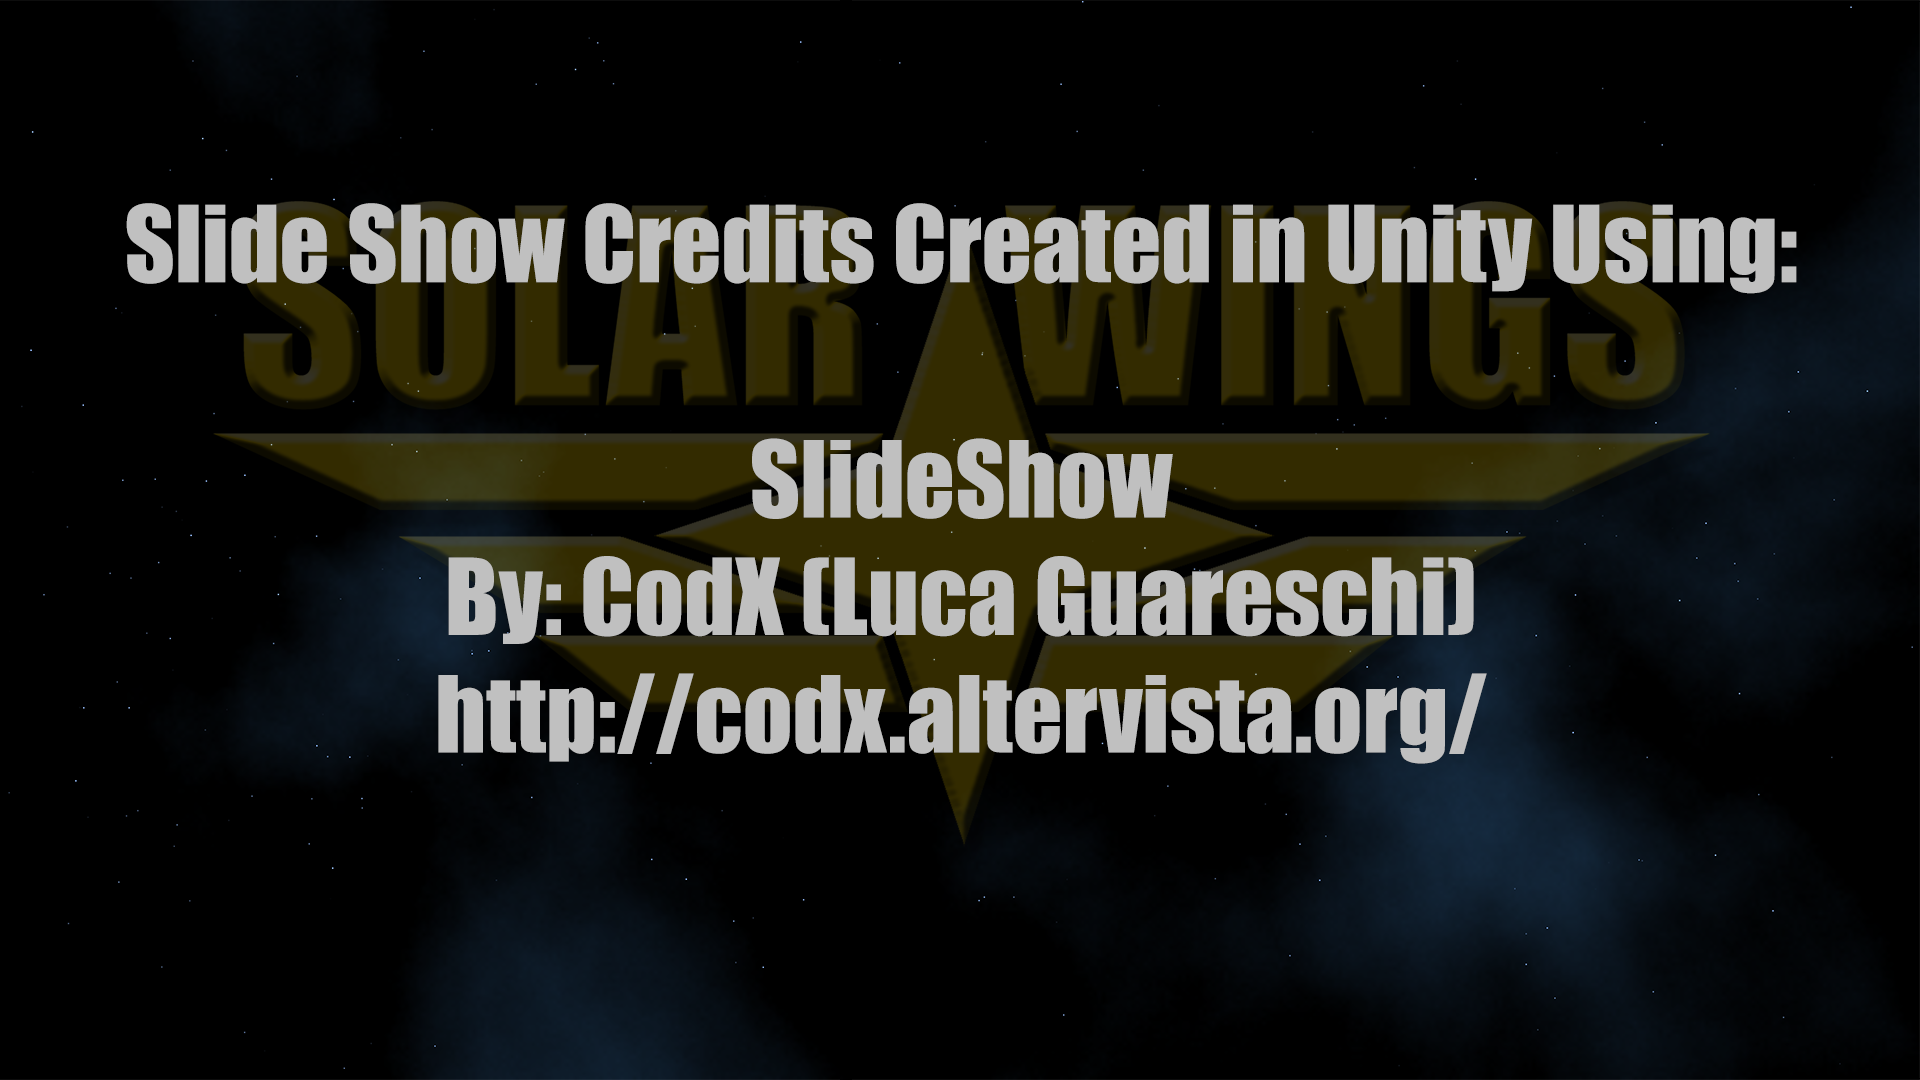 SOLAR WINGS
Slide Show Credits Created in Unity Using:
SlideShow
By: CodX (Luca Guareschi)
http://codx.altervista.org/